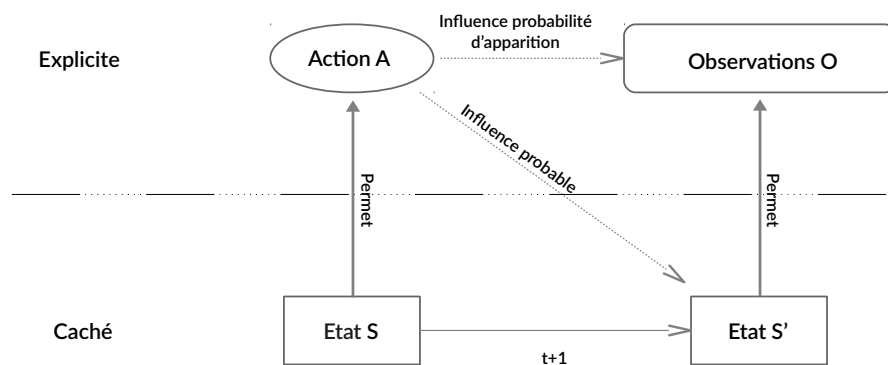 Influence probabilité
d'apparition
Explicite
Action A
Observations O
Influence probable
Permet
Permet
Caché
Etat S
Etat S'
t+1